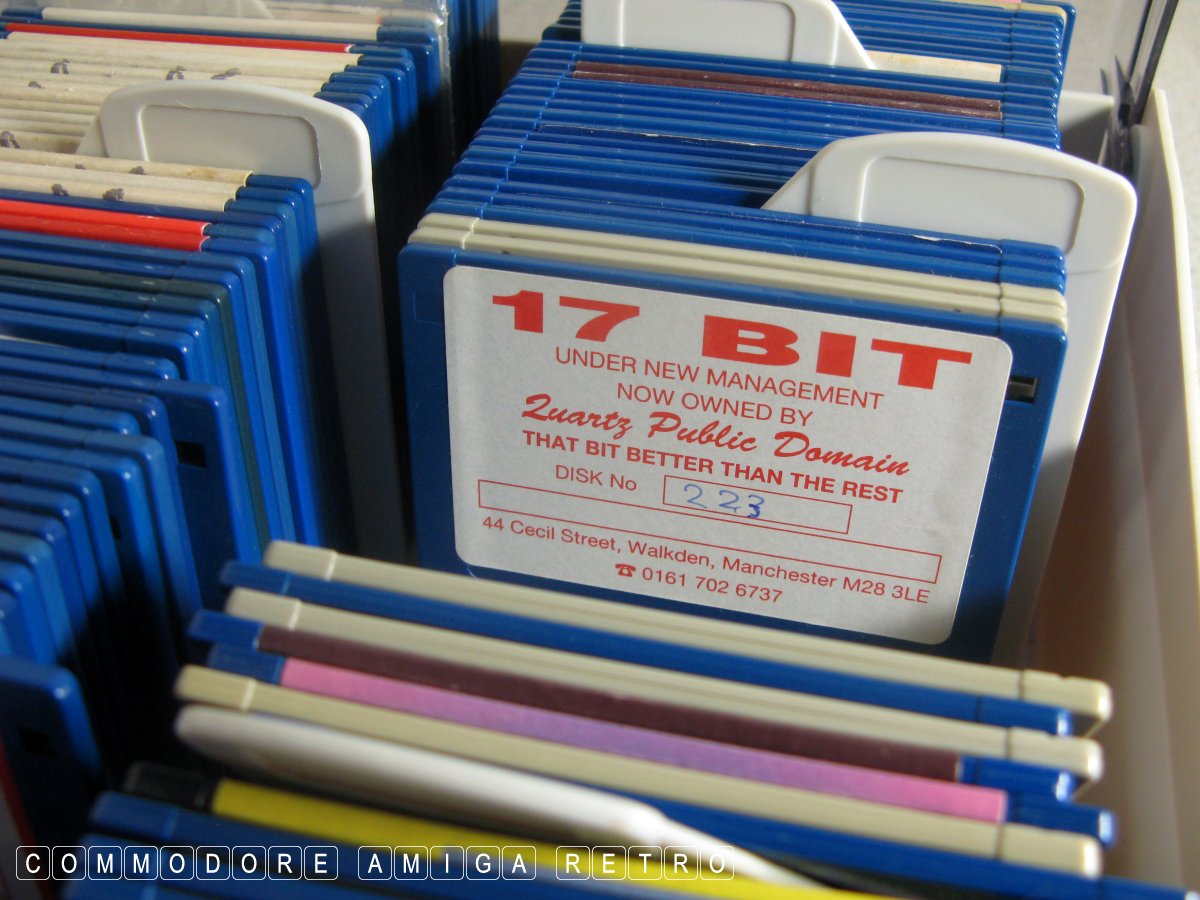 17 BIT
UNDER NEW MANAGEMENT
NOW OWNED BY
Quartz Public Domain
THAT BIT BETTER THAN THE REST
DISK No 223
44 Cecil Street, Walkden, Manchester M28 3LE
☎ 0161 702 6737
COMMODORE AMIGA RETRO